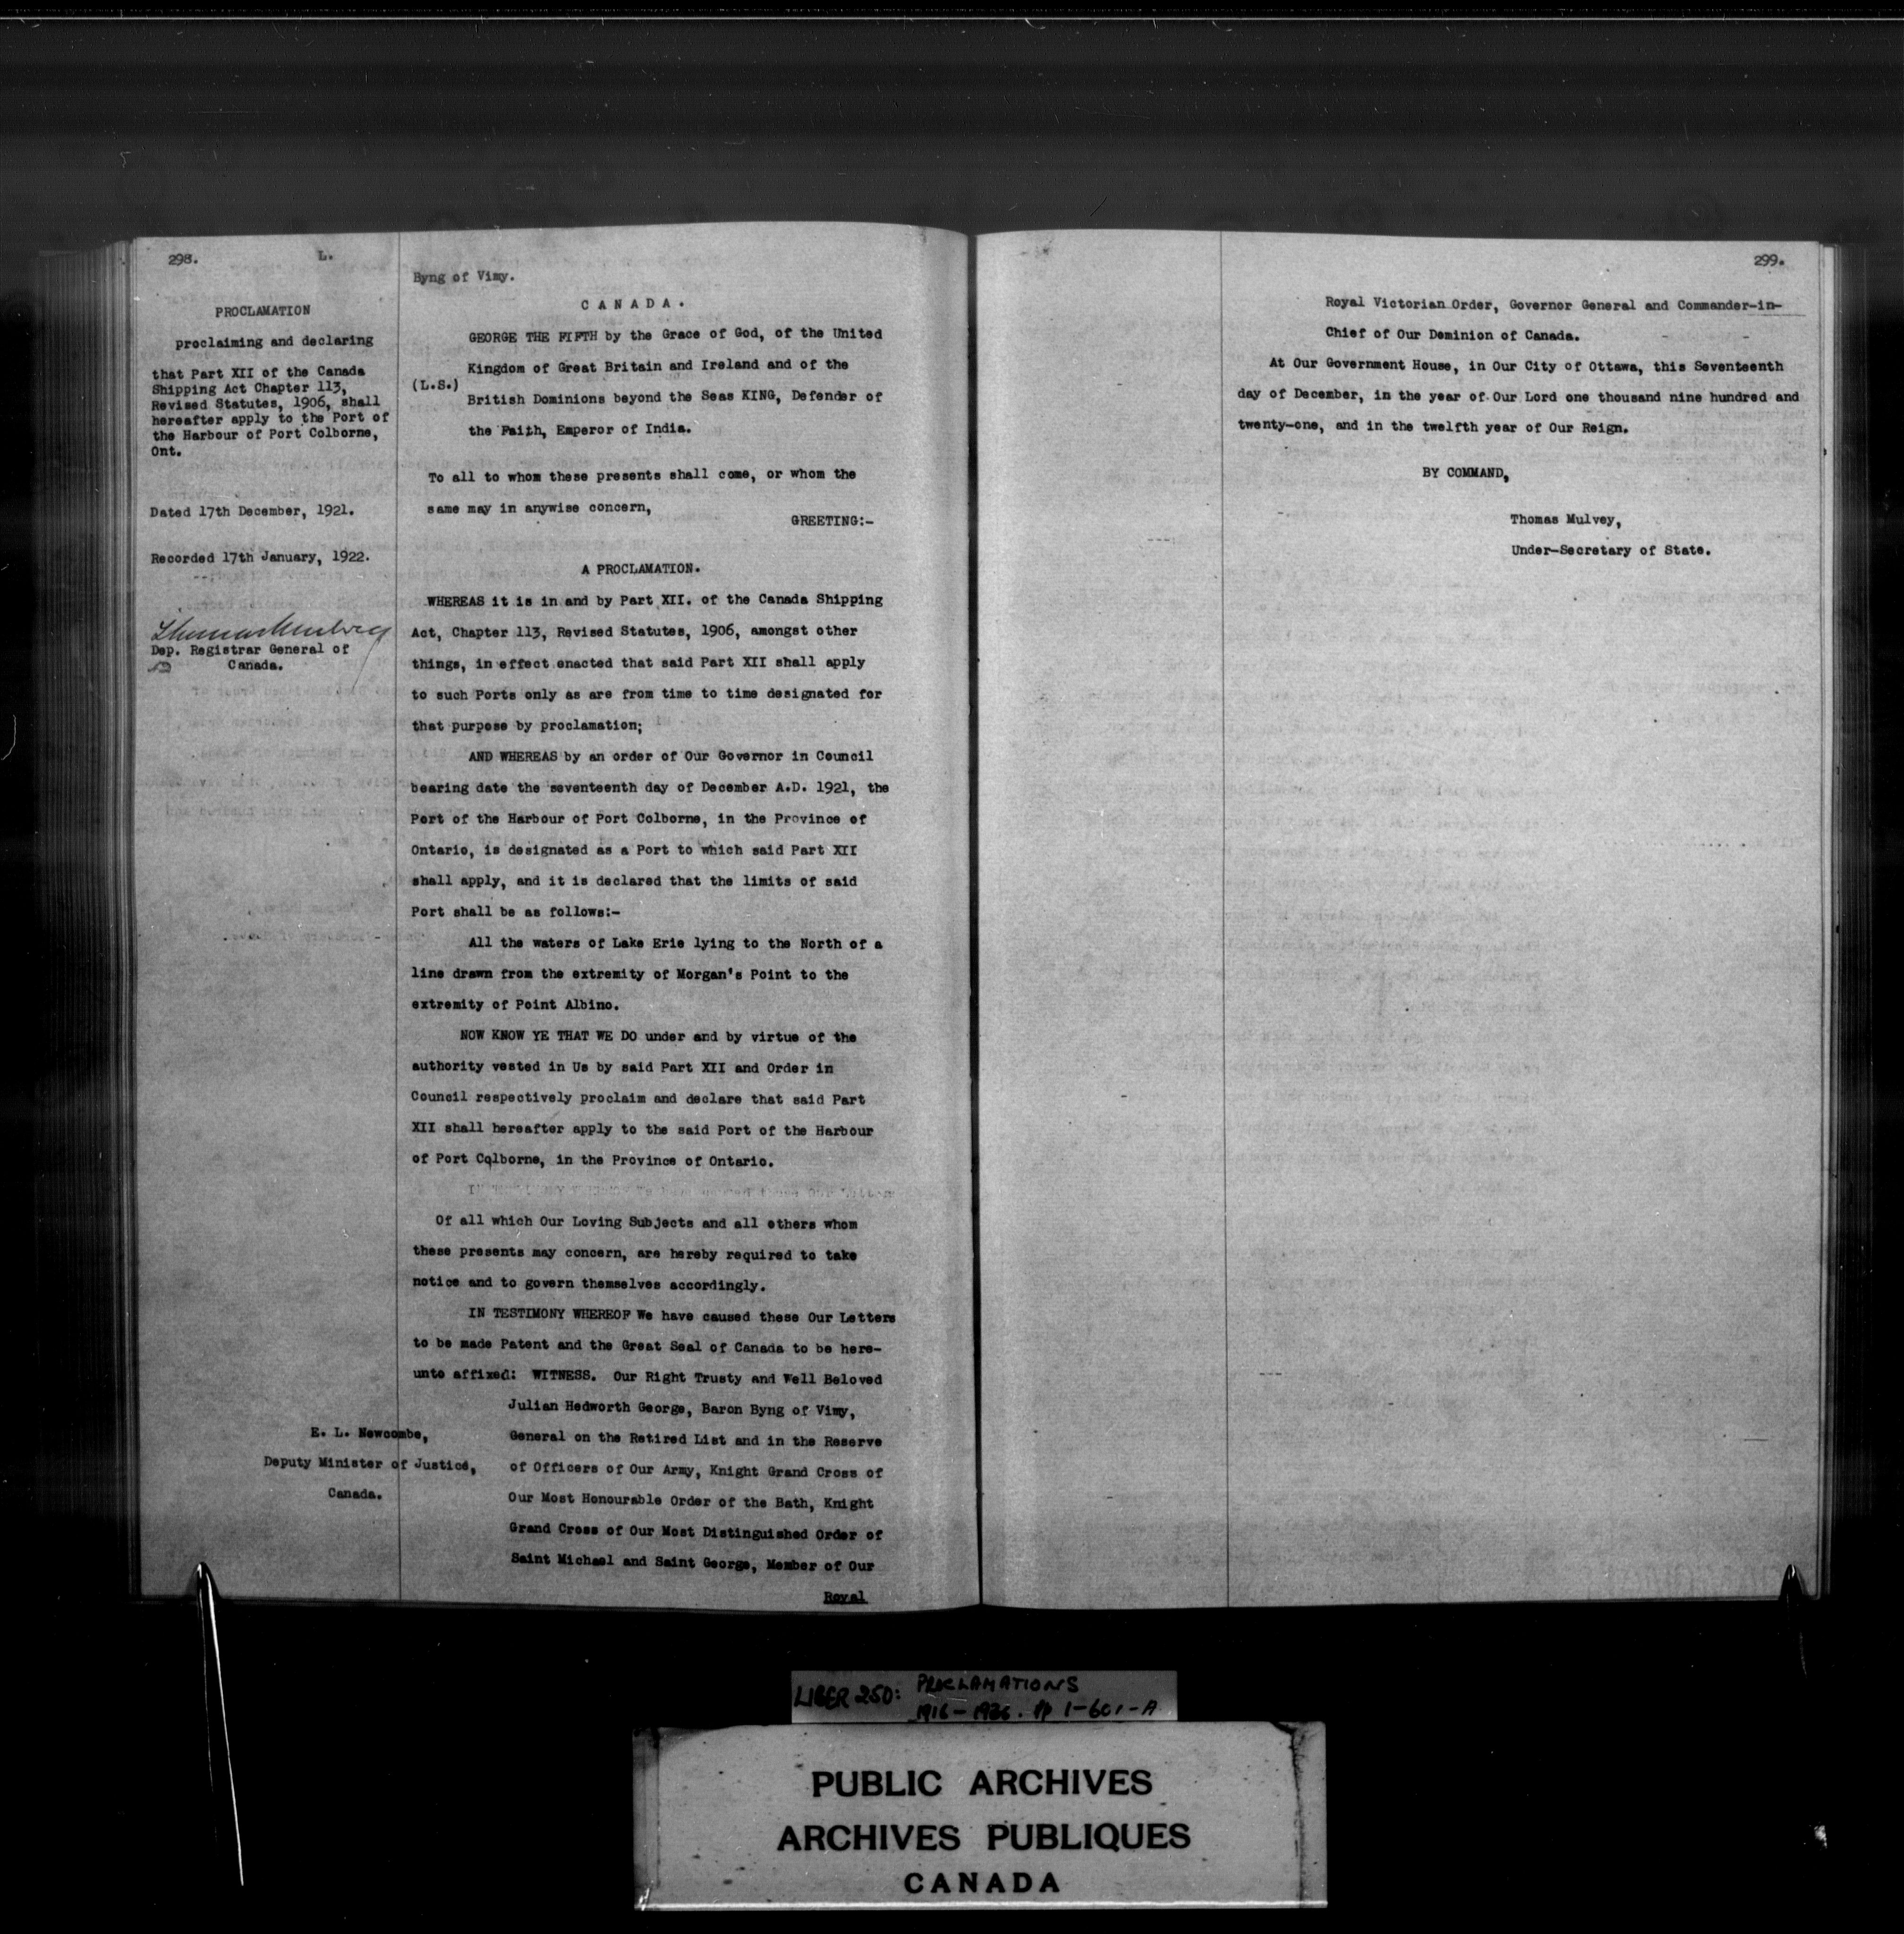 298.
L.
PROCLAMATION
proclaiming and declaring
that Part XII of the Canada
Shipping Act Chapter 113,
Revised Statutes, 1906, shall
hereafter apply to the Port of
the Harbour of Port Colborne,
Ont.
Dated 17th December, 1921.
Recorded 17th January, 1922.
Thomas Mulvey
Dep. Registrar General of
Canada.
Byng of Vimy.
CANADA.
GEORGE THE FIFTH by the Grace of God, of the United
Kingdom of Great Britain and Ireland and of the
(L.S.)
British Dominions beyond the Seas KING, Defender of
the Faith, Emperor of India.
To all to whom these presents shall come, or whom the
same may in anywise concern,
GREETING:-
A PROCLAMATION.
WHEREAS it is in and by Part XII. of the Canada Shipping
Act, Chapter 113, Revised Statutes, 1906, amongst other
things, in effect enacted that said Part XII shall apply
to such Ports only as are from time to time designated for
that purpose by proclamation;
AND WHEREAS by an order of Our Governor in Council
bearing date the seventeenth day of December A.D. 1921, the
Port of the Harbour of Port Colborne, in the Province of
Ontario, is designated as a Port to which said Part XII
shall apply, and it is declared that the limits of said
Port shall be as follows:-
All the waters of Lake Erie lying to the North of a
line drawn from the extremity of Morgan's Point to the
extremity of Point Albino.
NOW KNOW YE THAT WE DO under and by virtue of the
authority vested in Us by said Part XII and Order in
Council respectively proclaim and declare that said Part
XII shall hereafter apply to the said Port of the Harbour
of Port Colborne, in the Province of Ontario.
Of all which Our Loving Subjects and all others whom
these presents may concern, are hereby required to take
notice and to govern themselves accordingly.
IN TESTIMONY WHEREOF We have caused these Our Letters
to be made Patent and the Great Seal of Canada to be here-
unto affixed: WITNESS. Our Right Trusty and Well Beloved
Julian Hedworth George, Baron Byng of Vimy,
General on the Retired List and in the Reserve
of Officers of Our Army, Knight Grand Cross of
Our Most Honourable Order of the Bath, Knight
Grand Cross of Our Most Distinguished Order of
Saint Michael and Saint George, Member of Our
Royal
E. L. Newcombe,
Deputy Minister of Justice,
Canada.
299.
Royal Victorian Order, Governor General and Commander-in-
Chief of Our Dominion of Canada.
At Our Government House, in Our City of Ottawa, this Seventeenth
day of December, in the year of Our Lord one thousand nine hundred and
twenty-one, and in the twelfth year of Our Reign.
BY COMMAND,
Thomas Mulvey,
Under-Secretary of State.
LIBER 250: PROCLAMATIONS
1916-1936. pp 1-601-A
PUBLIC ARCHIVES
ARCHIVES PUBLIQUES
CANADA